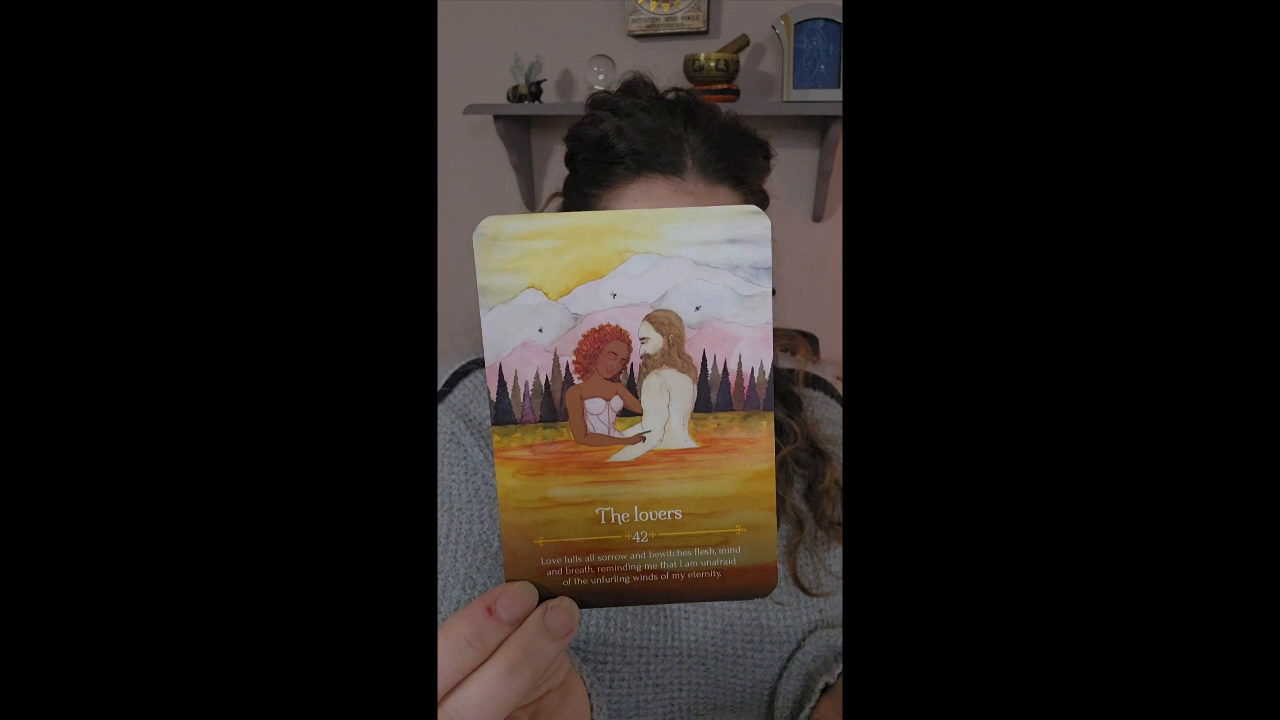 The lovers
42
Love lulls all sorrow and bewitches flesh, mind
and breath, reminding me that I am unafraid
of the unfurling winds of my eternity.